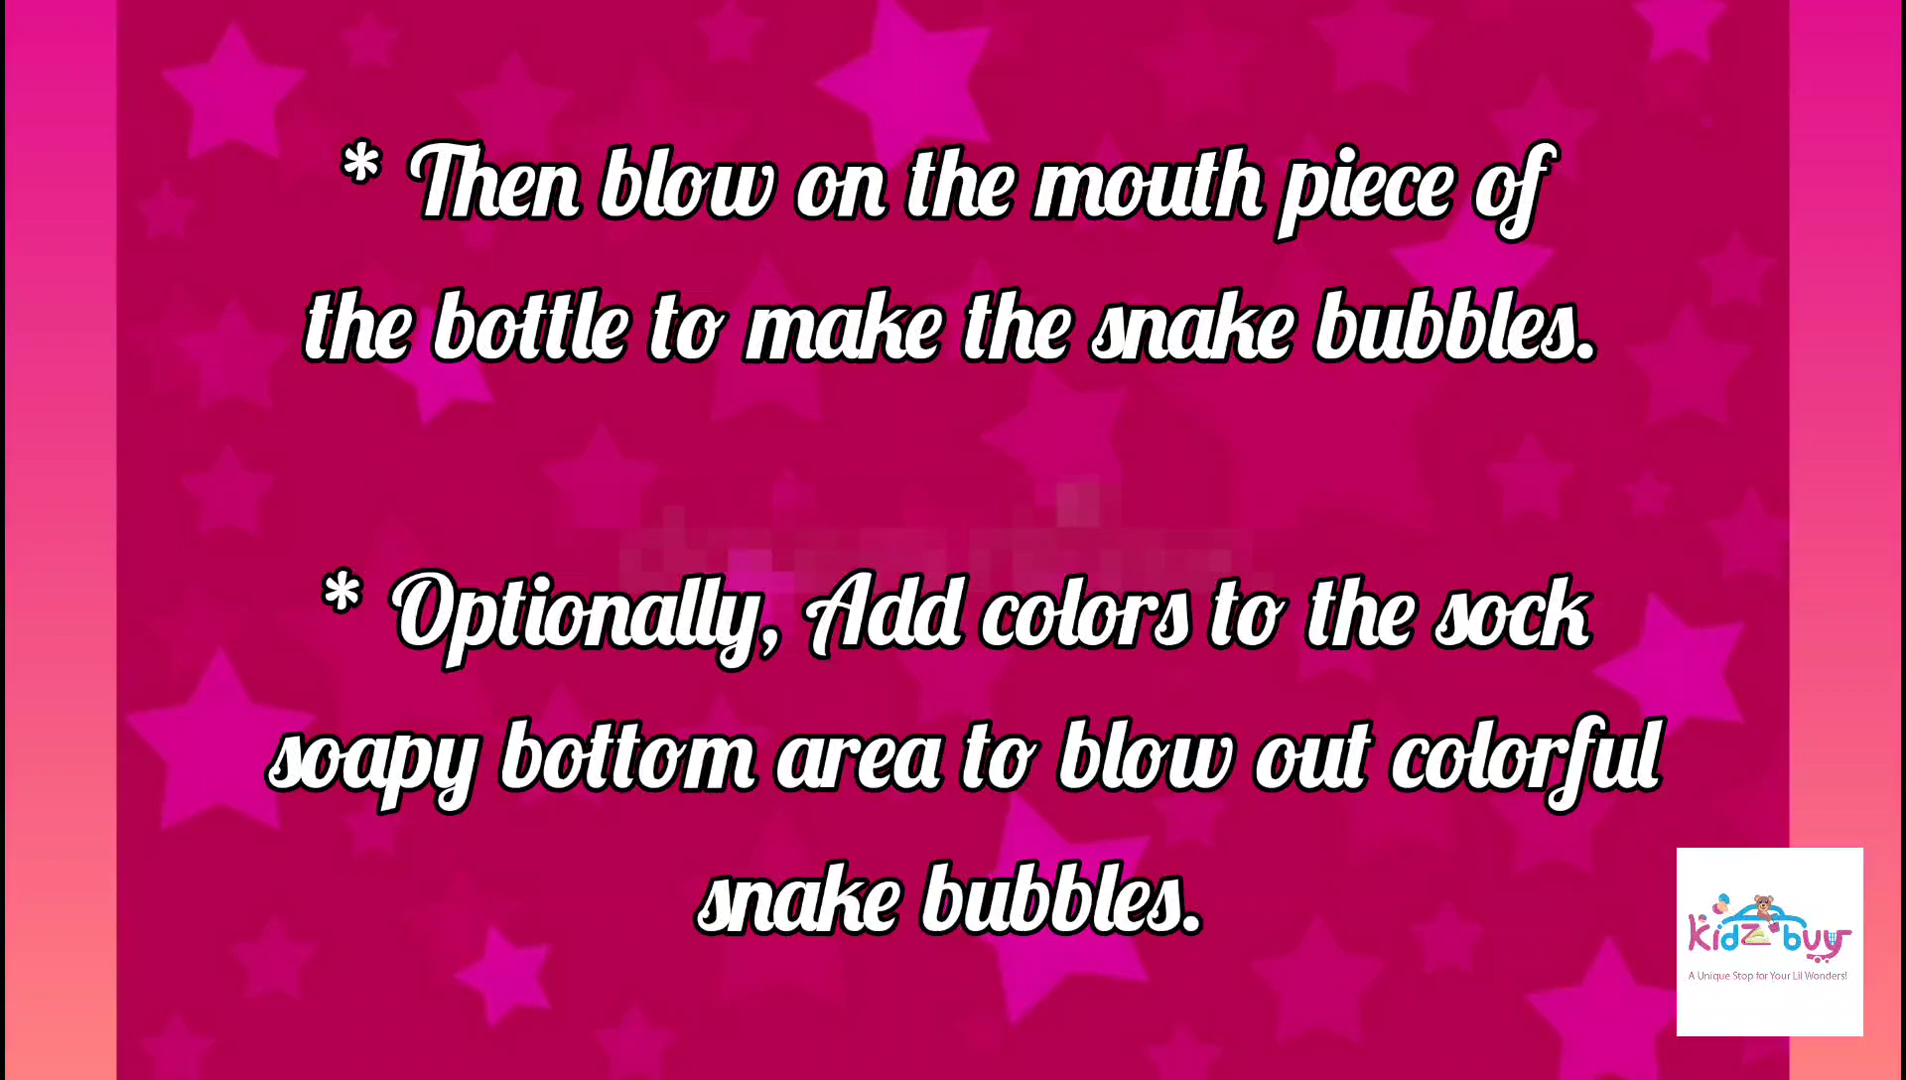 * Then blow on the mouth piece of
the bottle to make the snake bubbles.
* Optionally, Add colors to the sock
soapy bottom area to blow out colorful
snake bubbles.
kidz buy
A Unique Stop for Your Lil Wonders!